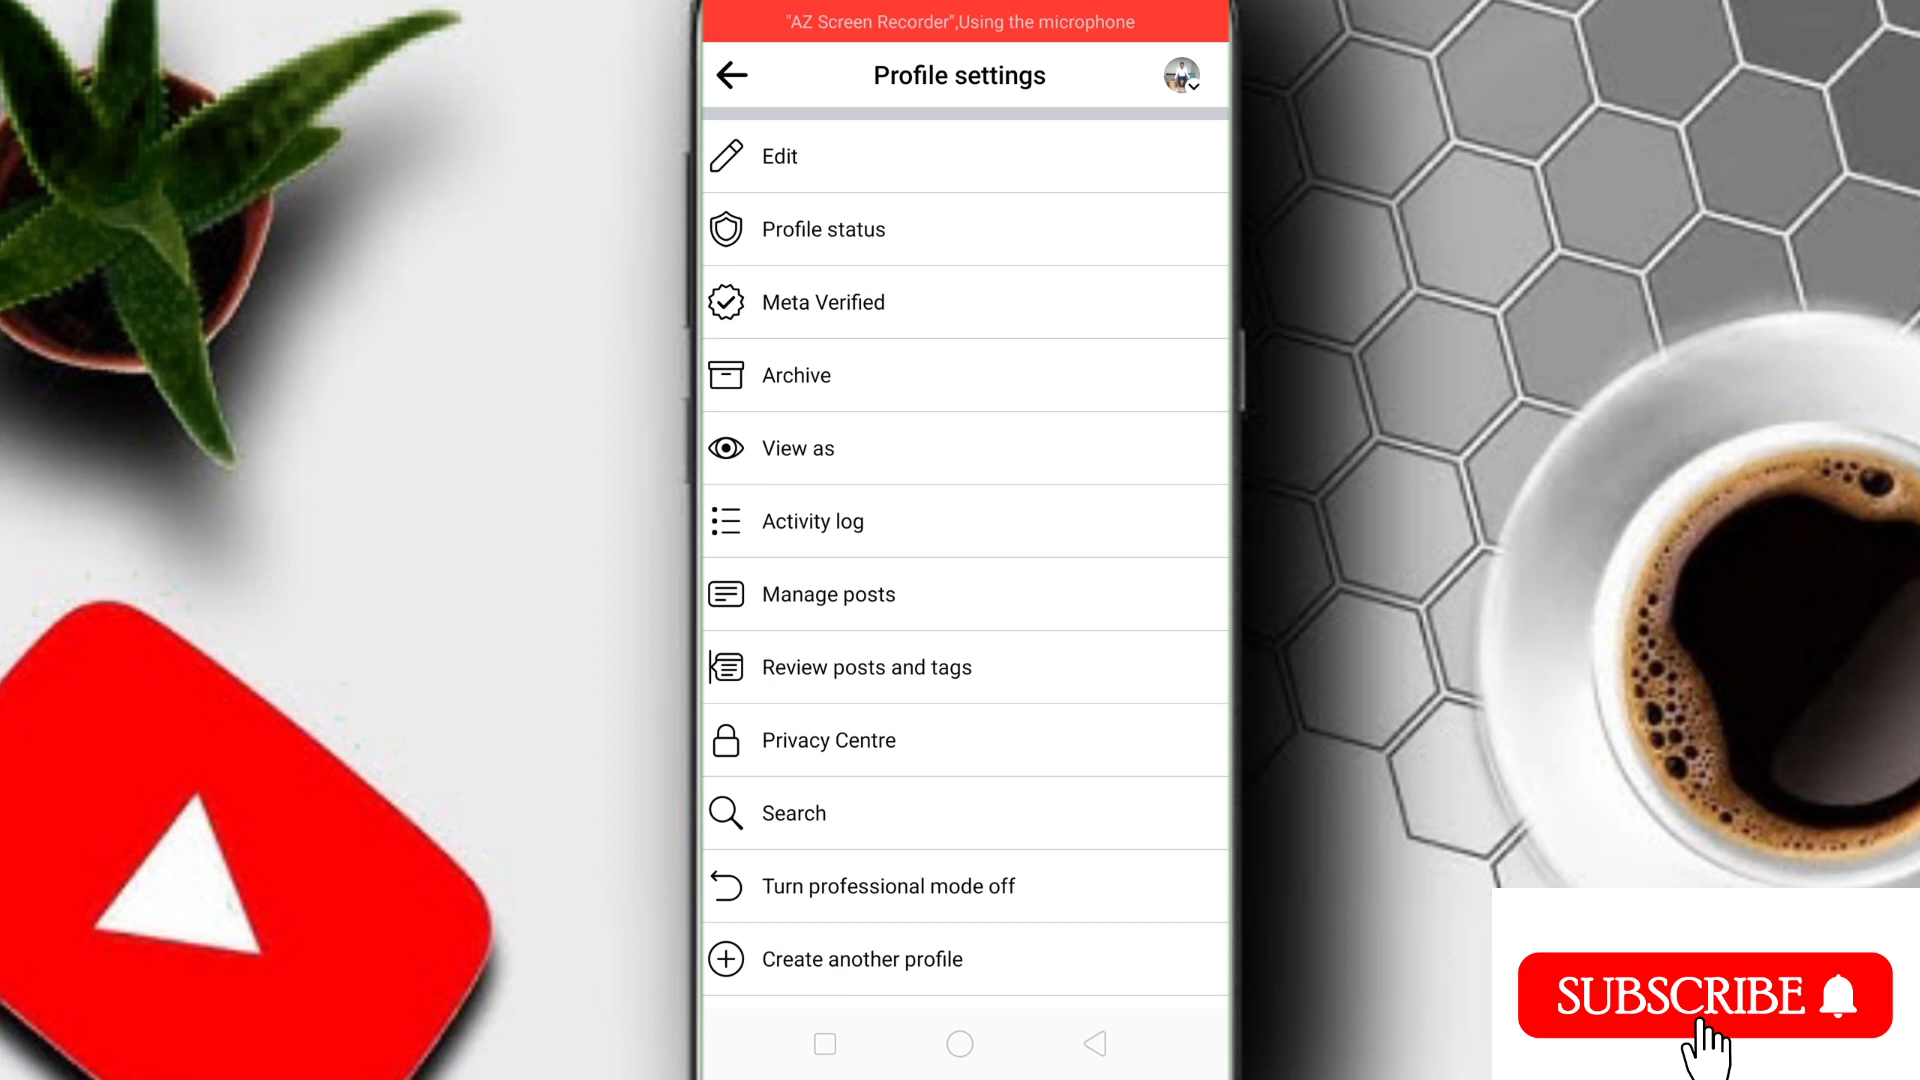 "AZ Screen Recorder",Using the microphone
Profile settings
Edit
Profile status
Meta Verified
Archive
View as
Activity log
Manage posts
Review posts and tags
Privacy Centre
Search
Turn professional mode off
Create another profile
SUBSCRIBE